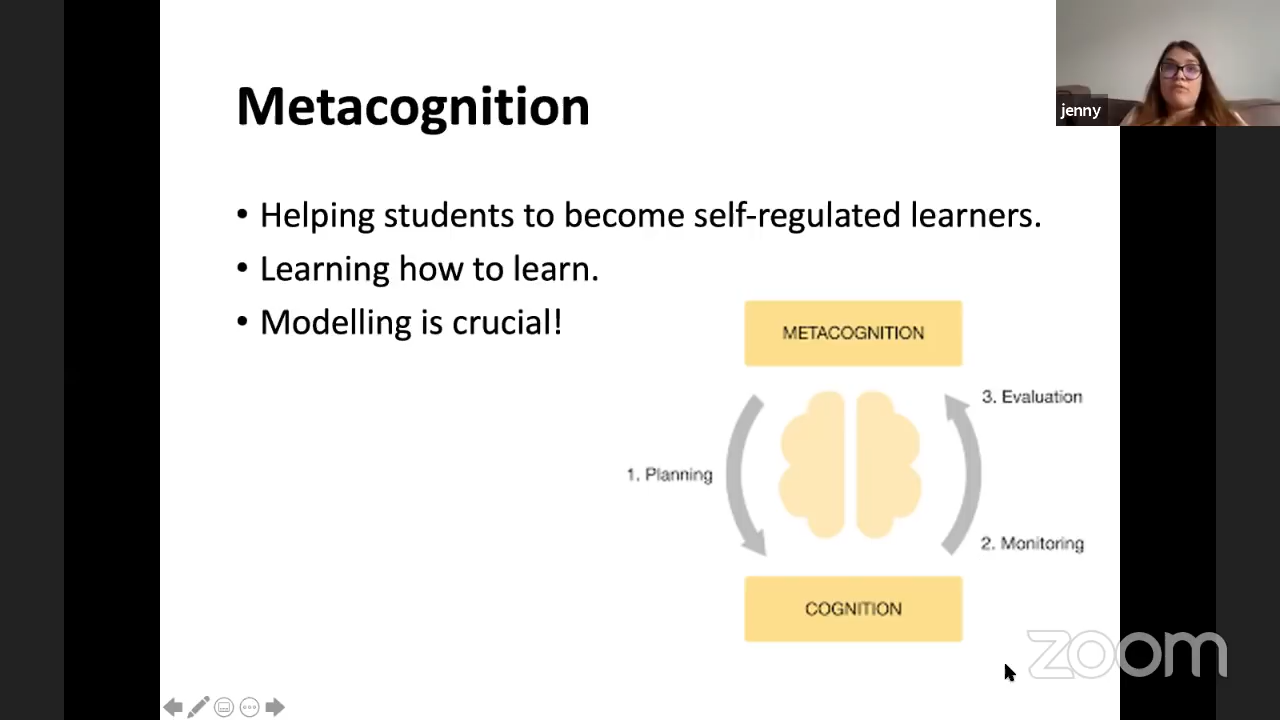 Metacognition
jenny
• Helping students to become self-regulated learners.
• Learning how to learn.
• Modelling is crucial!
METACOGNITION
3. Evaluation
1. Planning
2. Monitoring
COGNITION
zoom